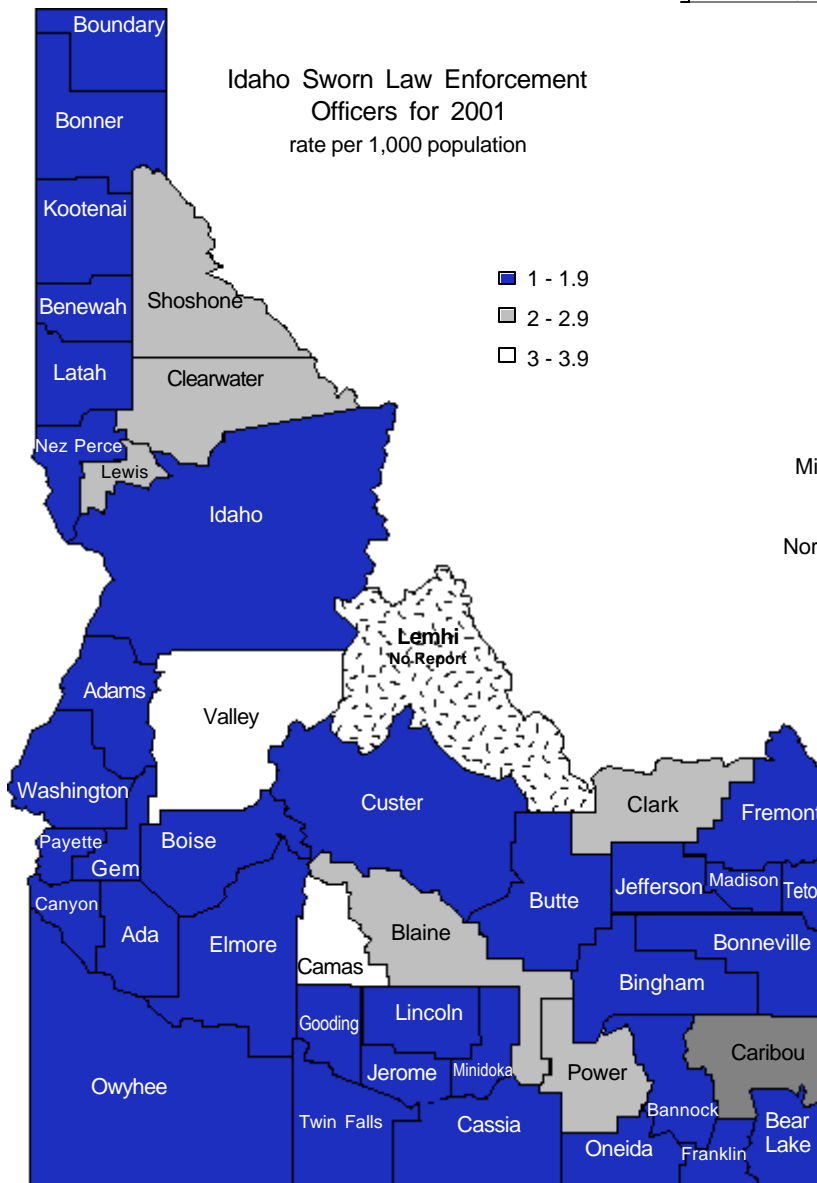 Boundary
Idaho Sworn Law Enforcement
Officers for 2001
rate per 1,000 population
Bonner
Kootenai
1 - 1.9
2 - 2.9
3 - 3.9
Shoshone
Benewah
Latah
Clearwater
Nez Perce
Lewis
Mi
Idaho
Nor
Lemhi
No Report
Adams
Valley
Washington
Custer
Clark
Fremont
Payette
Boise
Gem
Canyon
Butte
Jefferson
Madison
Teto
Ada
Elmore
Blaine
Bonneville
Camas
Bingham
Gooding
Lincoln
Caribou
Owyhee
Jerome
Minidoka
Power
Twin Falls
Cassia
Bannock
Bear
Lake
Oneida
Franklin